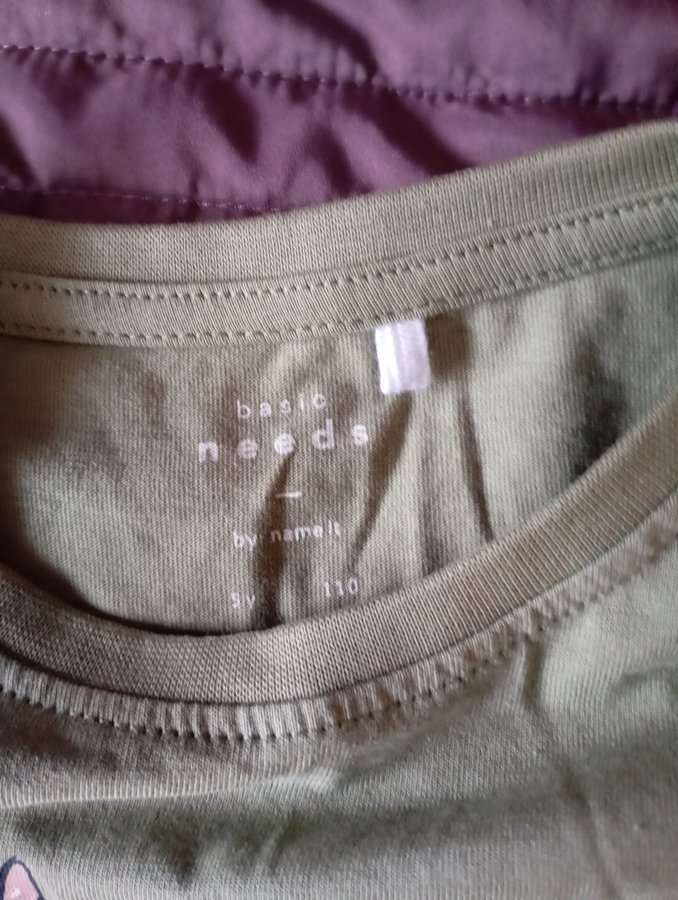 basic
needs
by name it
5y 110